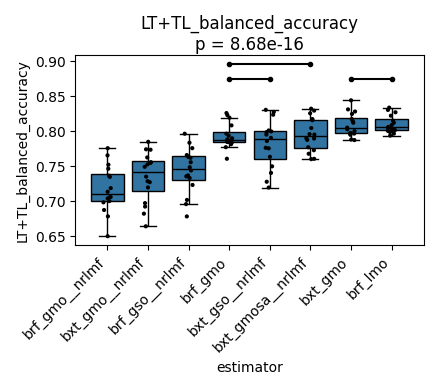 LT+TL_balanced_accuracy
p = 8.68e-16
LT+TL_balanced_accuracy
0.90
0.85
0.80
0.75
0.70
0.65
brf_gmo__nrlmf
bxt_gmo__nrlmf
brf_gso__nrlmf
brf_gmo
bxt_gso__nrlmf
bxt_gmosa__nrlmf
bxt_gmo
brf_lmo
estimator